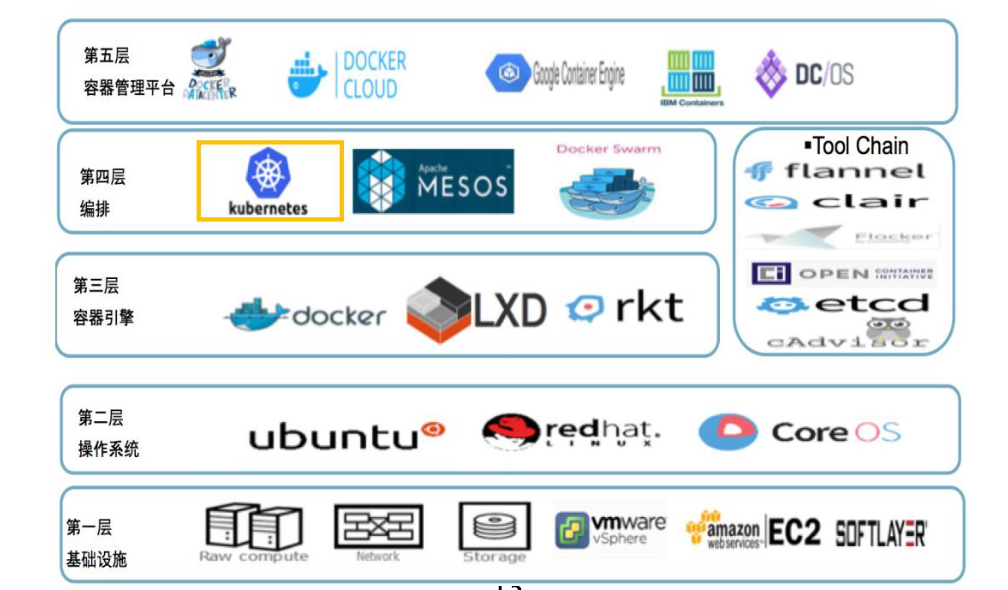 第五层
容器管理平台
DOCKER
DATACENTER
DOCKER
CLOUD
Google Container Engine
IBM Containers
DC/OS
第四层
编排
kubernetes
Apache
MESOS
Docker Swarm
▪Tool Chain
flannel
clair
Flocker
OPEN CONTAINER INITIATIVE
etcd
cAdvisor
第三层
容器引擎
docker
LXD
rkt
第二层
操作系统
ubuntu
redhat.
LINUX
CoreOS
第一层
基础设施
Raw compute
Network
Storage
vmware
vSphere
amazon
webservices
EC2
SOFTLAYER